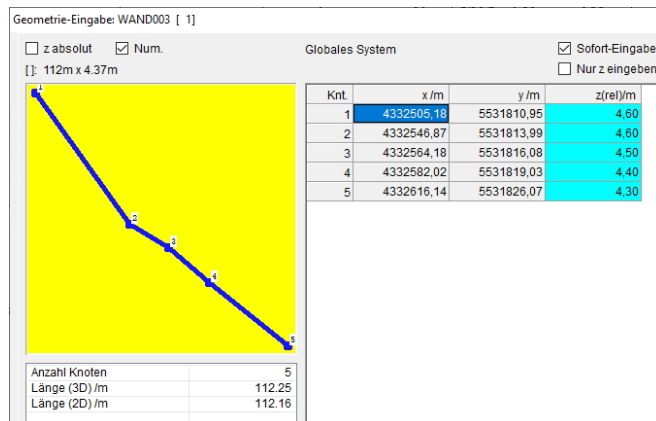 Geometrie-Eingabe: WAND003 [ 1]
z absolut Num. Globales System Sofort-Eingabe
[ ]: 112m x 4.37m Nur z eingeben
Knt. x/m y/m z(rel)/m
1 4332505,18 5531810,95 4,60
2 4332546,87 5531813,99 4,60
3 4332564,18 5531816,08 4,50
4 4332582,02 5531819,03 4,40
5 4332616,14 5531826,07 4,30
1
2
3
4
5
Anzahl Knoten 5
Länge (3D) /m 112.25
Länge (2D) /m 112.16